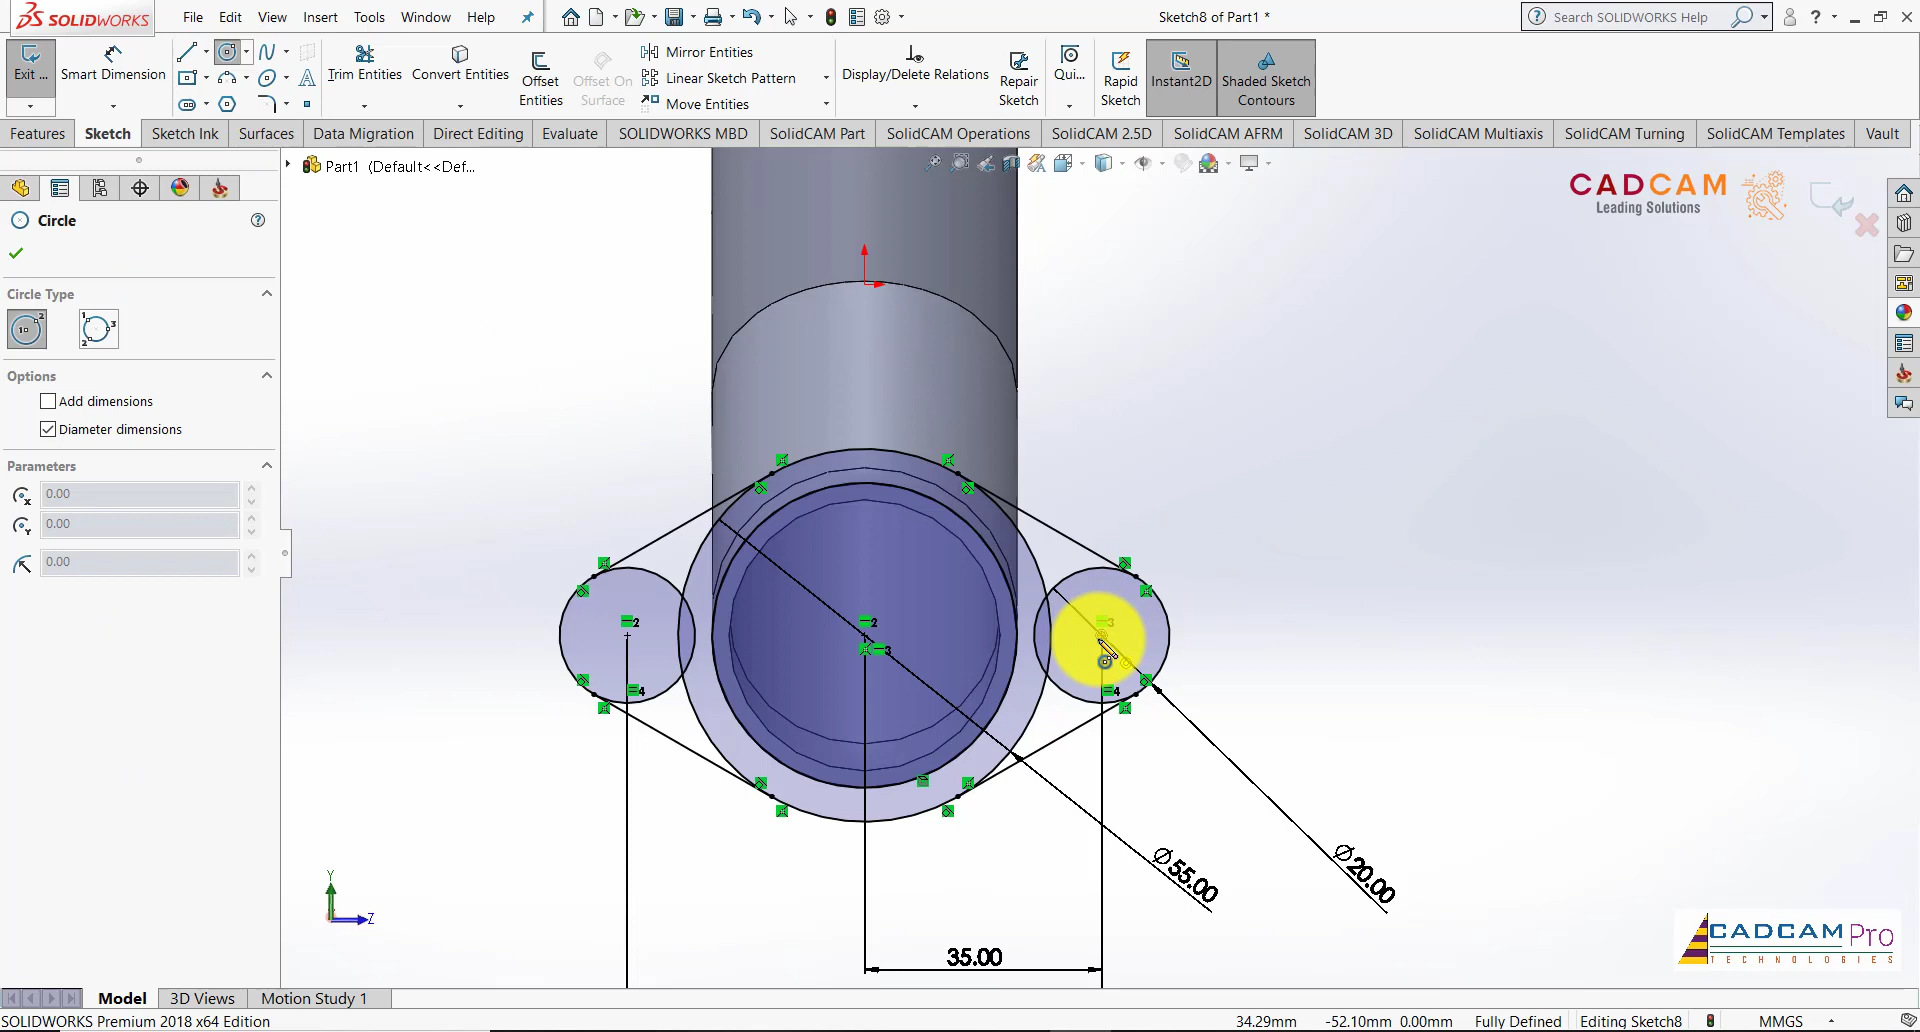 SOLIDWORKS
File Edit View Insert Tools Window Help
Sketch8 of Part1 *
Search SOLIDWORKS Help
Exit ...
Smart Dimension
Trim Entities
Convert Entities
Offset Entities
Offset On Surface
Mirror Entities
Linear Sketch Pattern
Move Entities
Display/Delete Relations
Repair Sketch
Qui...
Rapid Sketch
Instant2D
Shaded Sketch Contours
Features Sketch Sketch Ink Surfaces Data Migration Direct Editing Evaluate SOLIDWORKS MBD SolidCAM Part SolidCAM Operations SolidCAM 2.5D SolidCAM AFRM SolidCAM 3D SolidCAM Multiaxis SolidCAM Turning SolidCAM Templates Vault
Part1 (Default<<Def...
CADCAM
Leading Solutions
Circle
Circle Type
Options
Add dimensions
Diameter dimensions
Parameters
0.00
0.00
0.00
2
2
3
3
4
4
Ø55.00
Ø20.00
35.00
Y
Z
CADCAM Pro
TECHNOLOGIES
Model 3D Views Motion Study 1
SOLIDWORKS Premium 2018 x64 Edition
34.29mm -52.10mm 0.00mm Fully Defined Editing Sketch8 MMGS